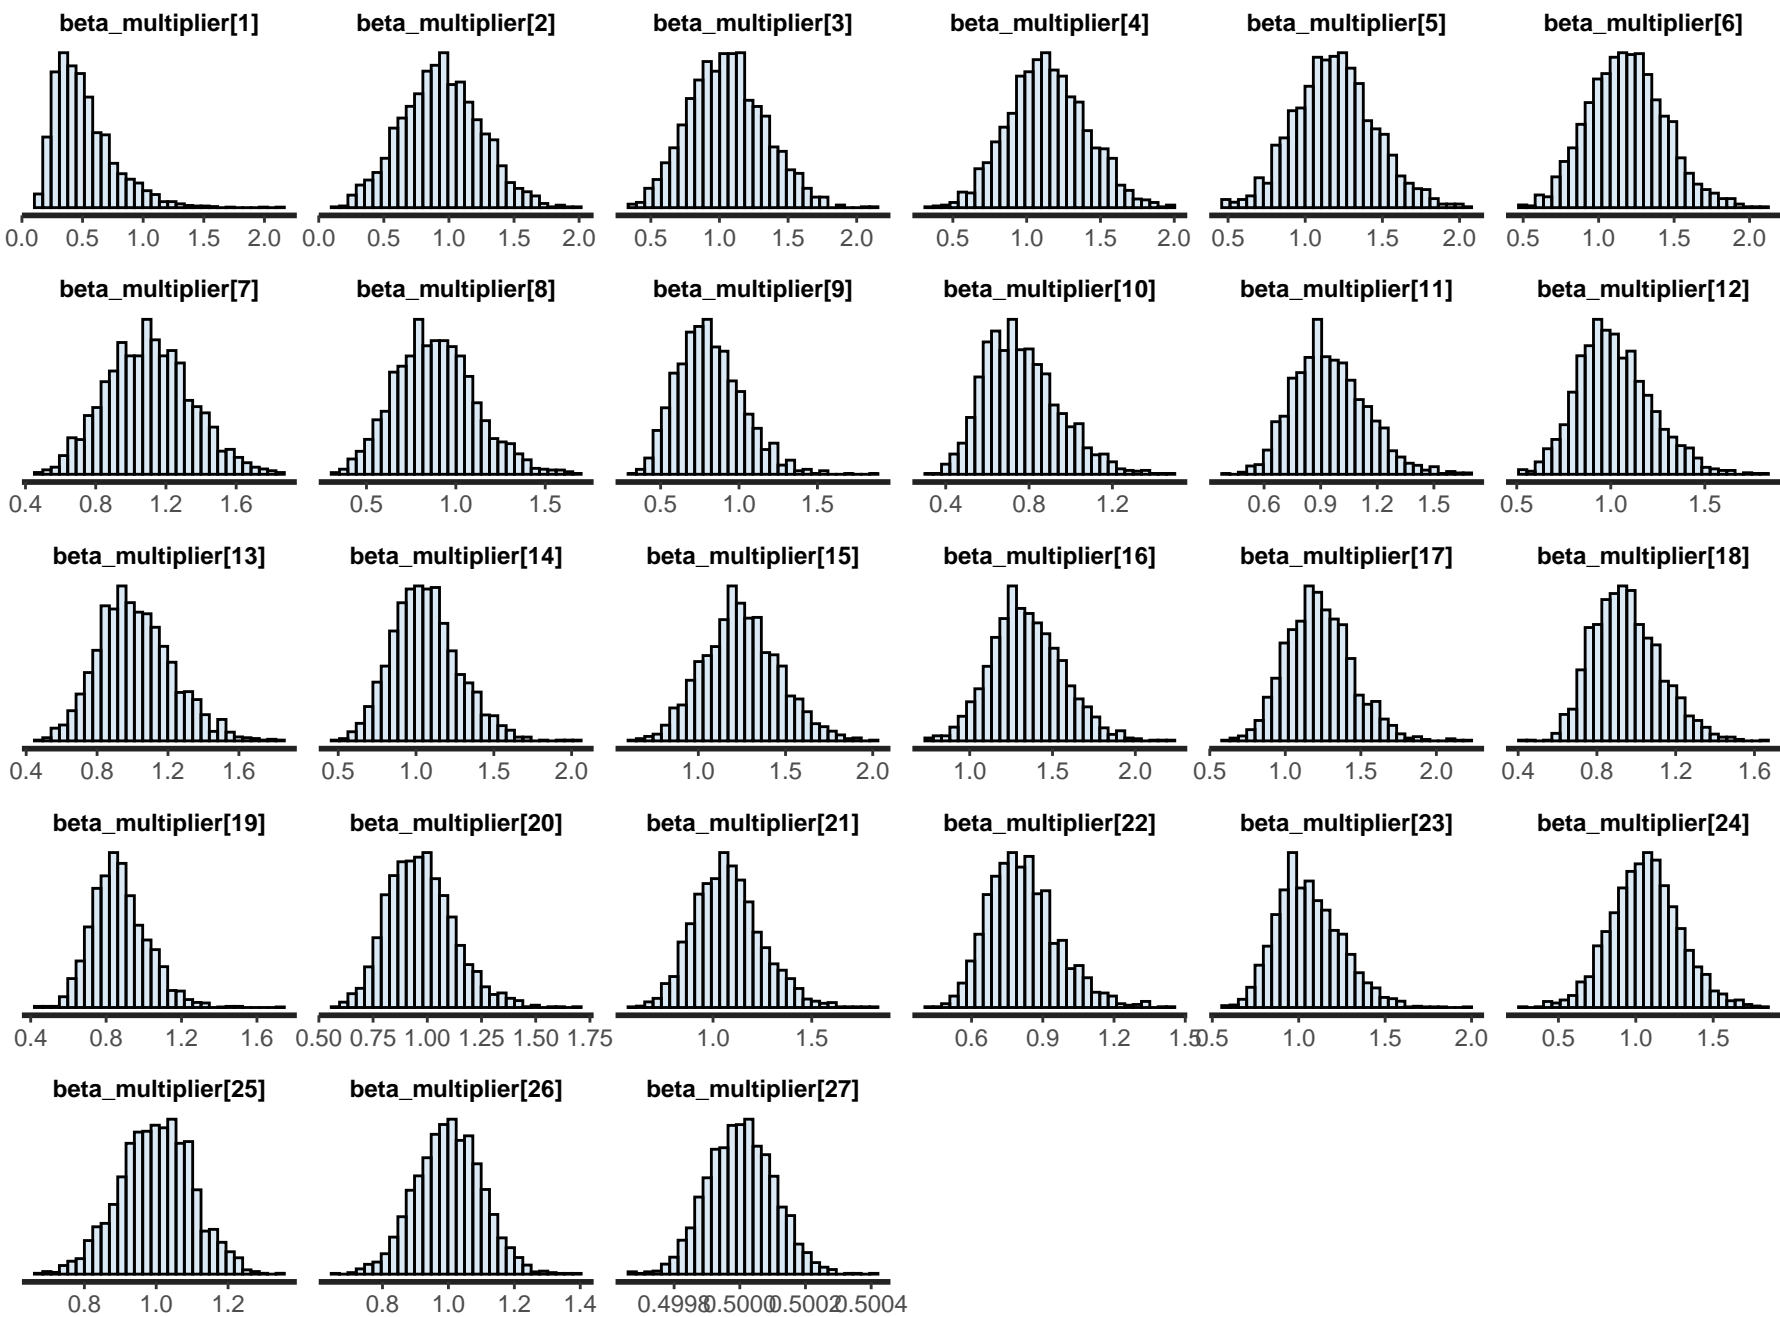 beta_multiplier[1] beta_multiplier[2] beta_multiplier[3] beta_multiplier[4] beta_multiplier[5] beta_multiplier[6]
0.0 0.5 1.0 1.5 2.0 0.0 0.5 1.0 1.5 2.0 0.5 1.0 1.5 2.0 0.5 1.0 1.5 2.0 0.5 1.0 1.5 2.0 0.5 1.0 1.5 2.0
beta_multiplier[7] beta_multiplier[8] beta_multiplier[9] beta_multiplier[10] beta_multiplier[11] beta_multiplier[12]
0.4 0.8 1.2 1.6 0.5 1.0 1.5 0.5 1.0 1.5 0.4 0.8 1.2 0.6 0.9 1.2 1.5 0.5 1.0 1.5
beta_multiplier[13] beta_multiplier[14] beta_multiplier[15] beta_multiplier[16] beta_multiplier[17] beta_multiplier[18]
0.4 0.8 1.2 1.6 0.5 1.0 1.5 2.0 1.0 1.5 2.0 1.0 1.5 2.0 0.5 1.0 1.5 2.0 0.4 0.8 1.2 1.6
beta_multiplier[19] beta_multiplier[20] beta_multiplier[21] beta_multiplier[22] beta_multiplier[23] beta_multiplier[24]
0.4 0.8 1.2 1.6 0.50 0.75 1.00 1.25 1.50 1.75 1.0 1.5 0.6 0.9 1.2 1.5 0.5 1.0 1.5 2.0 0.5 1.0 1.5
beta_multiplier[25] beta_multiplier[26] beta_multiplier[27]
0.8 1.0 1.2 0.8 1.0 1.2 1.4 0.4998 0.5000 0.5002 0.5004